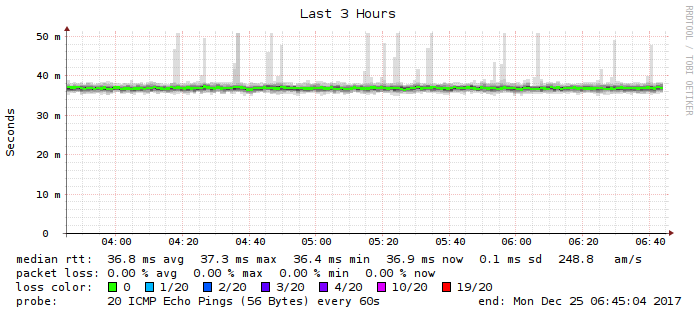 Last 3 Hours
RRDTOOL / TOBI OETIKER
Seconds
50 m
40 m
30 m
20 m
10 m
0
04:00 04:20 04:40 05:00 05:20 05:40 06:00 06:20 06:40
median rtt: 36.8 ms avg 37.3 ms max 36.4 ms min 36.9 ms now 0.1 ms sd 248.8 am/s
packet loss: 0.00 % avg 0.00 % max 0.00 % min 0.00 % now
loss color: 0 1/20 2/20 3/20 4/20 10/20 19/20
probe: 20 ICMP Echo Pings (56 Bytes) every 60s end: Mon Dec 25 06:45:04 2017